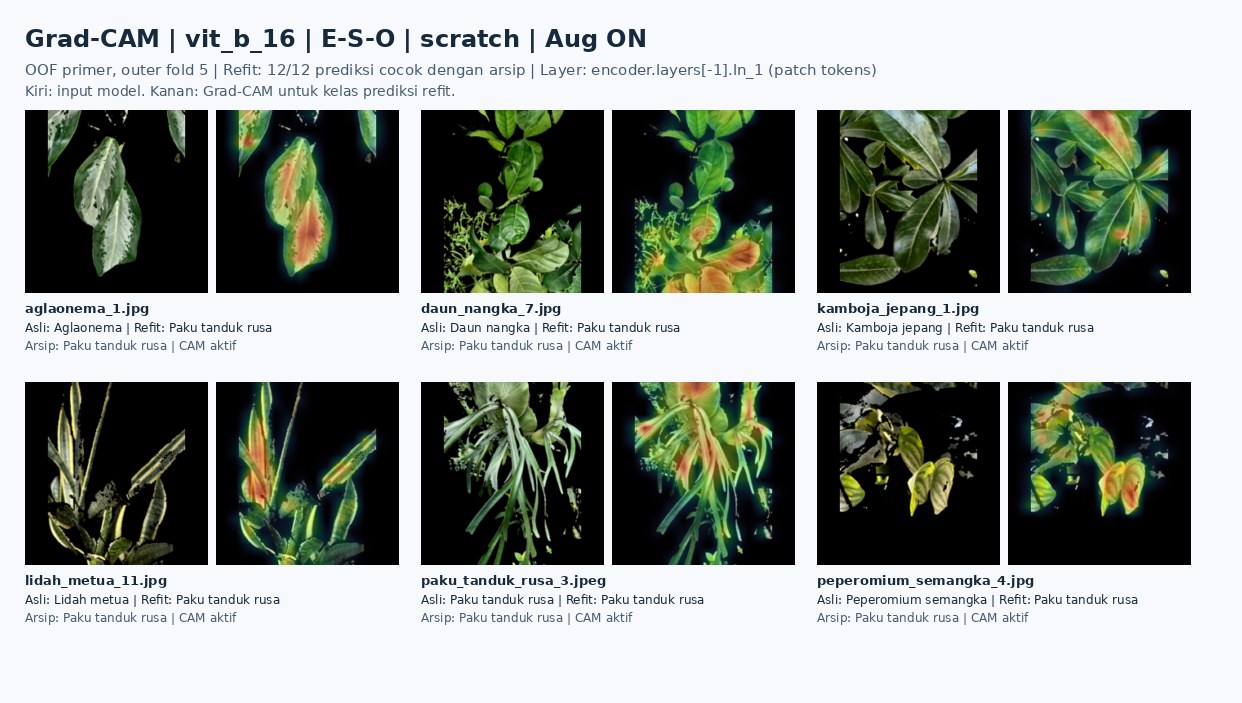 Grad-CAM | vit_b_16 | E-S-O | scratch | Aug ON
OOF primer, outer fold 5 | Refit: 12/12 prediksi cocok dengan arsip | Layer: encoder.layers[-1].ln_1 (patch tokens)
Kiri: input model. Kanan: Grad-CAM untuk kelas prediksi refit.
aglaonema_1.jpg
Asli: Aglaonema | Refit: Paku tanduk rusa
Arsip: Paku tanduk rusa | CAM aktif
daun_nangka_7.jpg
Asli: Daun nangka | Refit: Paku tanduk rusa
Arsip: Paku tanduk rusa | CAM aktif
kamboja_jepang_1.jpg
Asli: Kamboja jepang | Refit: Paku tanduk rusa
Arsip: Paku tanduk rusa | CAM aktif
lidah_metua_11.jpg
Asli: Lidah metua | Refit: Paku tanduk rusa
Arsip: Paku tanduk rusa | CAM aktif
paku_tanduk_rusa_3.jpeg
Asli: Paku tanduk rusa | Refit: Paku tanduk rusa
Arsip: Paku tanduk rusa | CAM aktif
peperomium_semangka_4.jpg
Asli: Peperomium semangka | Refit: Paku tanduk rusa
Arsip: Paku tanduk rusa | CAM aktif